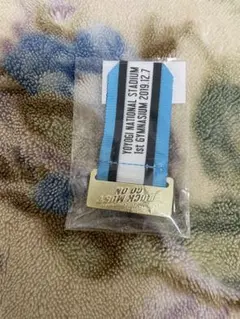 YOYOGI NATIONAL STADIUM
1st GYMNASIUM 2019.12.7
ROCK MUST
GO ON